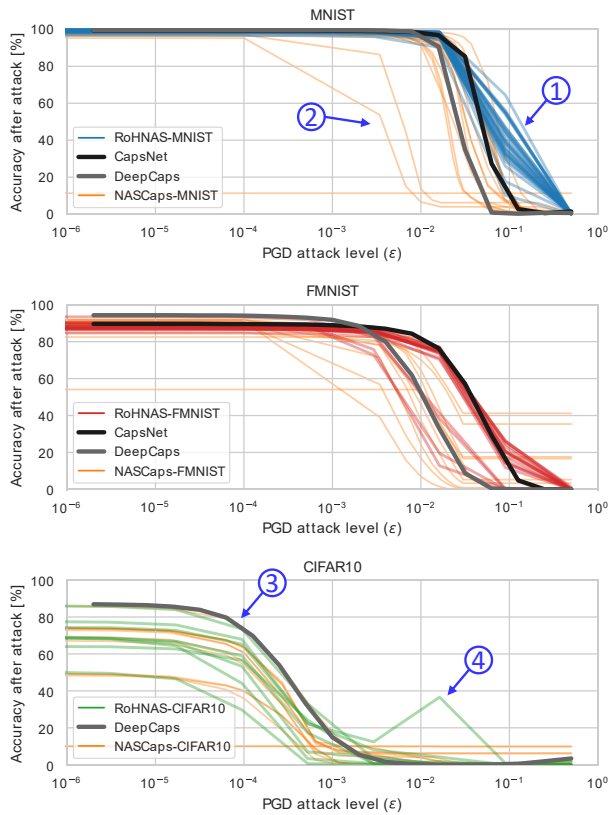 MNIST
Accuracy after attack [%]
100
80
60
40
20
0
RoHNAS-MNIST
CapsNet
DeepCaps
NASCaps-MNIST
1
2
10⁻⁶ 10⁻⁵ 10⁻⁴ 10⁻³ 10⁻² 10⁻¹ 10⁰
PGD attack level (ε)
FMNIST
Accuracy after attack [%]
100
80
60
40
20
0
RoHNAS-FMNIST
CapsNet
DeepCaps
NASCaps-FMNIST
10⁻⁶ 10⁻⁵ 10⁻⁴ 10⁻³ 10⁻² 10⁻¹ 10⁰
PGD attack level (ε)
CIFAR10
Accuracy after attack [%]
100
80
60
40
20
0
3
4
RoHNAS-CIFAR10
DeepCaps
NASCaps-CIFAR10
10⁻⁶ 10⁻⁵ 10⁻⁴ 10⁻³ 10⁻² 10⁻¹ 10⁰
PGD attack level (ε)